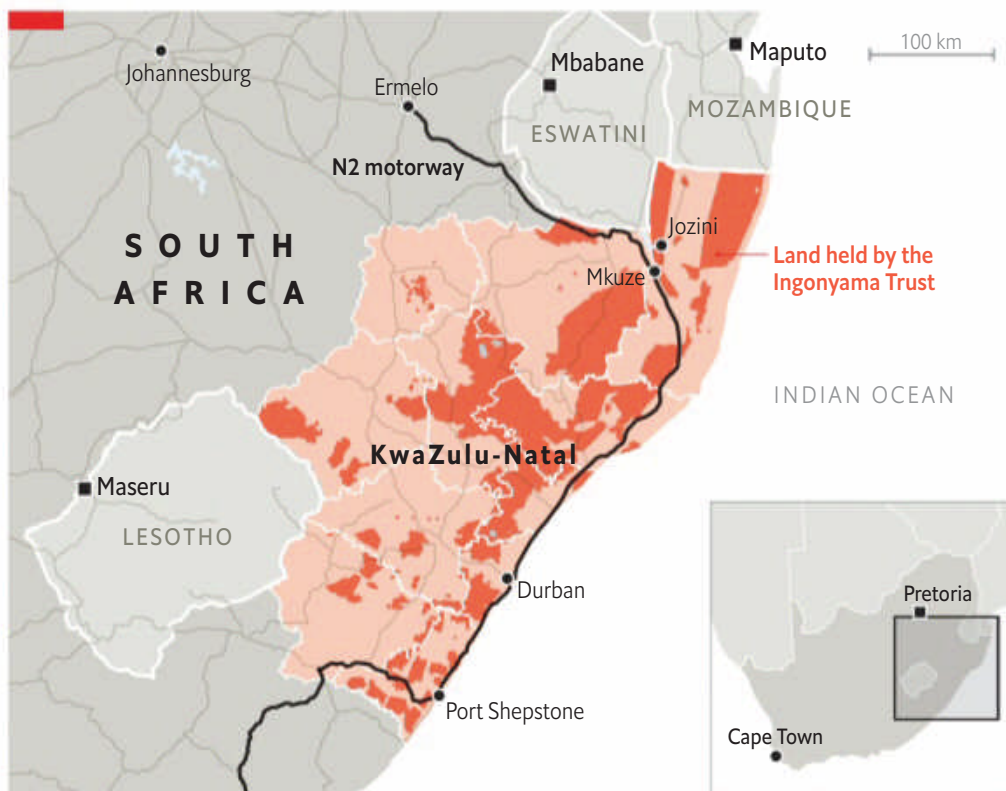 Johannesburg
Ermelo
Mbabane
Maputo
100 km
ESWATINI
MOZAMBIQUE
N2 motorway
SOUTH
AFRICA
Jozini
Mkuze
Land held by the
Ingonyama Trust
INDIAN OCEAN
KwaZulu-Natal
Maseru
LESOTHO
Durban
Port Shepstone
Pretoria
Cape Town